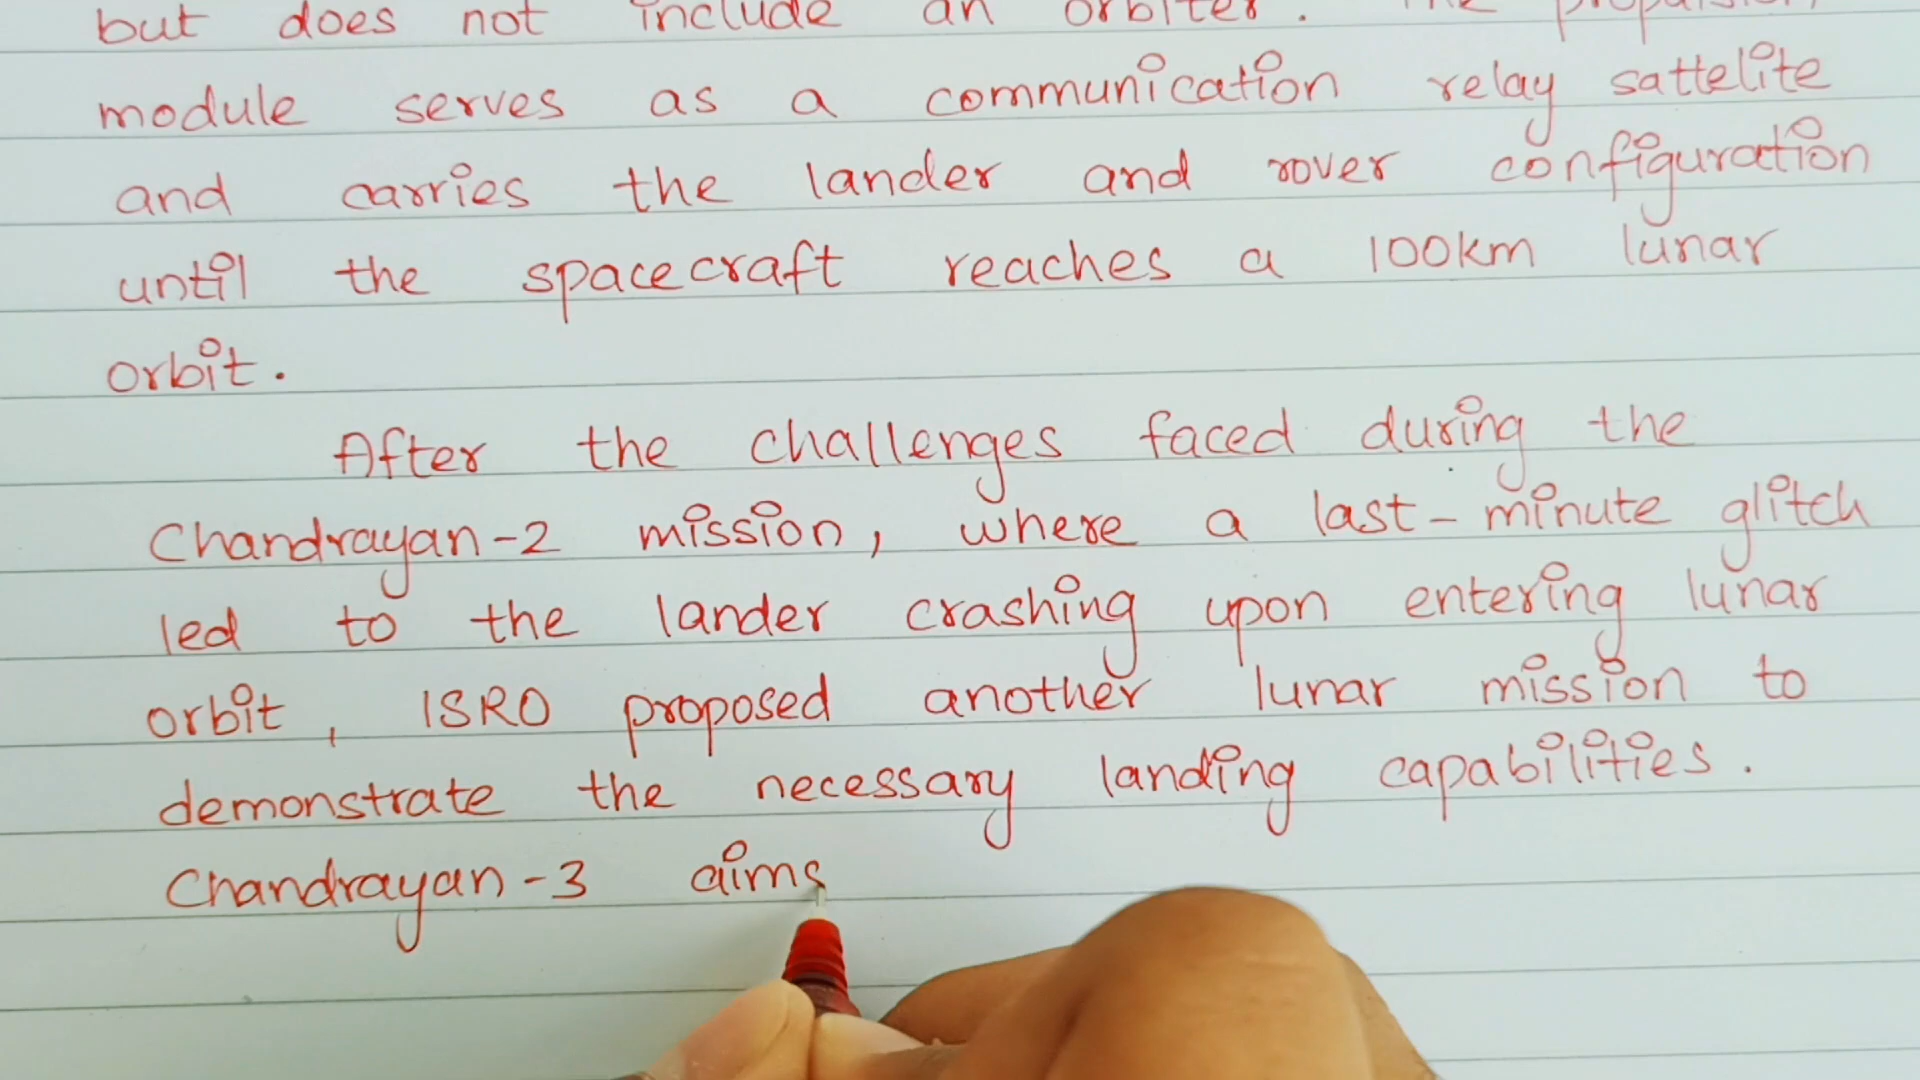 but does not include an orbiter. The propulsion
module serves as a communication relay sattelite
and carries the lander and rover configuration
until the spacecraft reaches a 100km lunar
orbit.
After the challenges faced during the
Chandrayan-2 mission, where a last-minute glitch
led to the lander crashing upon entering lunar
orbit, ISRO proposed another lunar mission to
demonstrate the necessary landing capabilities.
Chandrayan-3 aims